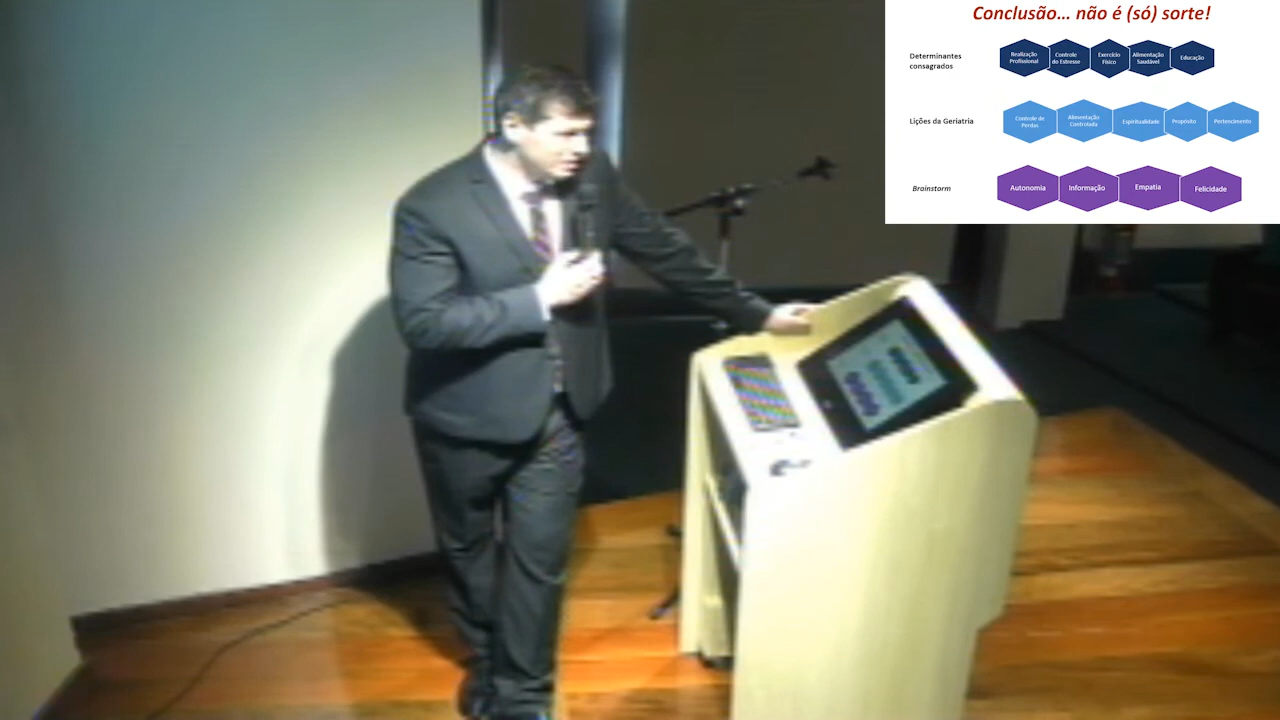 Conclusão... não é (só) sorte!
Determinantes
consagrados
Realização
Profissional
Controle
do Estresse
Exercício
Físico
Alimentação
Saudável
Educação
Lições da Geriatria
Controle de
Perdas
Alimentação
Controlada
Espiritualidade
Propósito
Pertencimento
Brainstorm
Autonomia
Informação
Empatia
Felicidade